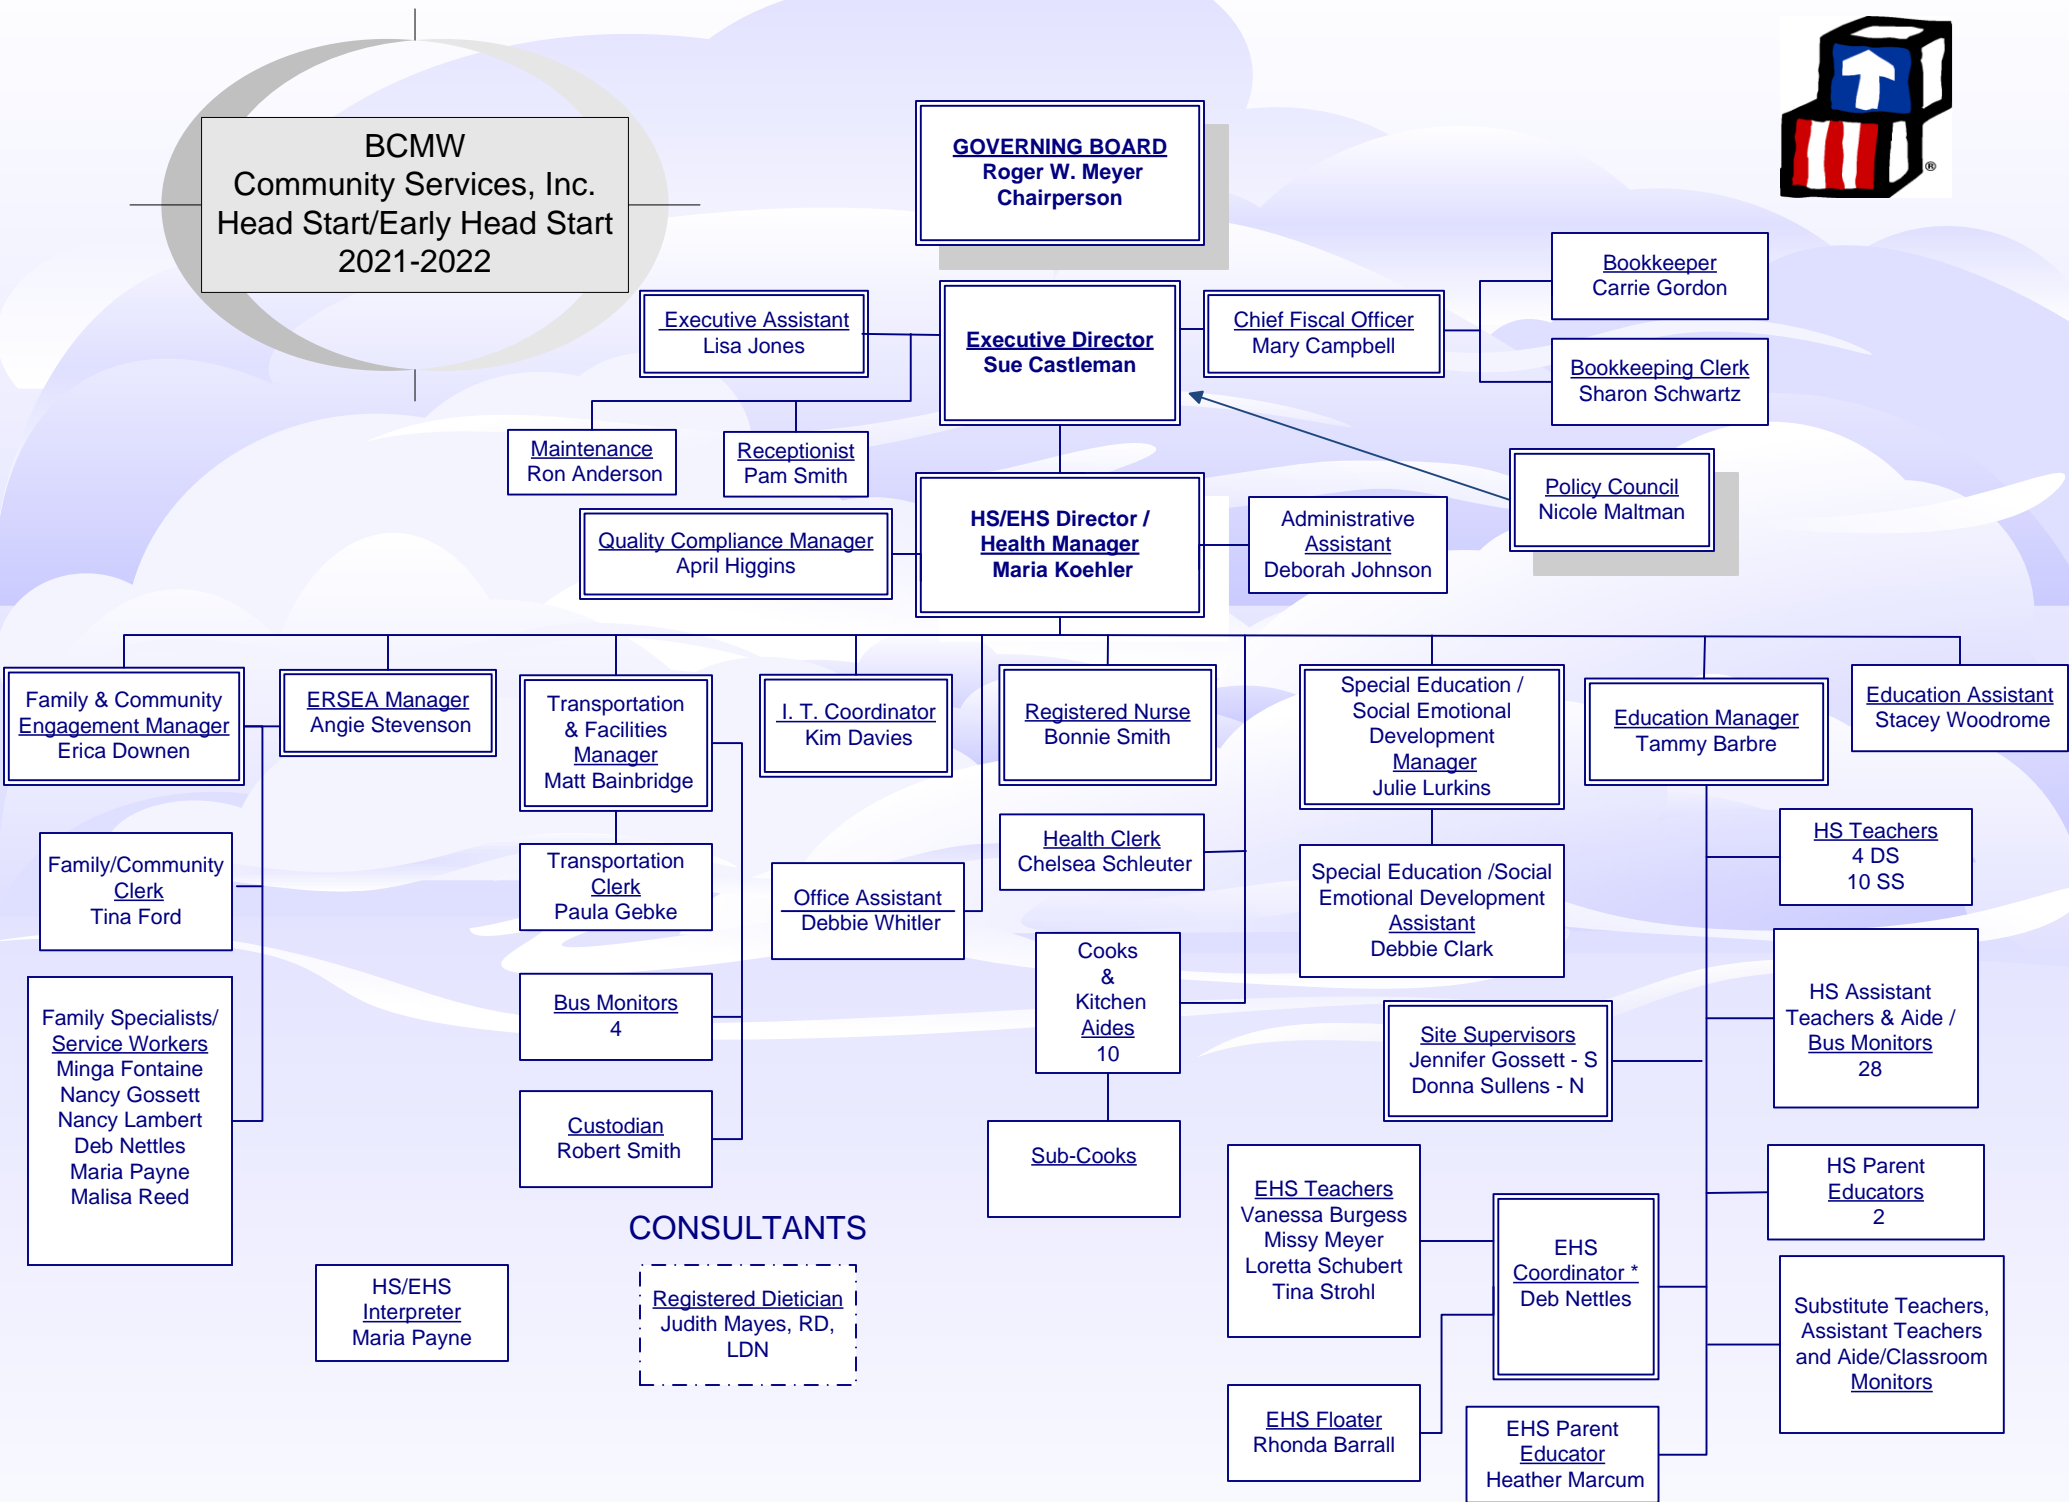 BCMW
Community Services, Inc.
Head Start/Early Head Start
2021-2022
GOVERNING BOARD
Roger W. Meyer
Chairperson
®
Executive Assistant
Lisa Jones
Executive Director
Sue Castleman
Chief Fiscal Officer
Mary Campbell
Bookkeeper
Carrie Gordon
Bookkeeping Clerk
Sharon Schwartz
Maintenance
Ron Anderson
Receptionist
Pam Smith
Policy Council
Nicole Maltman
Quality Compliance Manager
April Higgins
HS/EHS Director /
Health Manager
Maria Koehler
Administrative
Assistant
Deborah Johnson
Family & Community
Engagement Manager
Erica Downen
ERSEA Manager
Angie Stevenson
Transportation
& Facilities
Manager
Matt Bainbridge
I. T. Coordinator
Kim Davies
Registered Nurse
Bonnie Smith
Special Education /
Social Emotional
Development
Manager
Julie Lurkins
Education Manager
Tammy Barbre
Education Assistant
Stacey Woodrome
Family/Community
Clerk
Tina Ford
Transportation
Clerk
Paula Gebke
Office Assistant
Debbie Whitler
Health Clerk
Chelsea Schleuter
Special Education /Social
Emotional Development
Assistant
Debbie Clark
HS Teachers
4 DS
10 SS
Family Specialists/
Service Workers
Minga Fontaine
Nancy Gossett
Nancy Lambert
Deb Nettles
Maria Payne
Malisa Reed
Bus Monitors
4
Cooks
&
Kitchen
Aides
10
Site Supervisors
Jennifer Gossett - S
Donna Sullens - N
HS Assistant
Teachers & Aide /
Bus Monitors
28
Custodian
Robert Smith
Sub-Cooks
EHS Teachers
Vanessa Burgess
Missy Meyer
Loretta Schubert
Tina Strohl
EHS
Coordinator *
Deb Nettles
HS Parent
Educators
2
CONSULTANTS
HS/EHS
Interpreter
Maria Payne
Registered Dietician
Judith Mayes, RD,
LDN
Substitute Teachers,
Assistant Teachers
and Aide/Classroom
Monitors
EHS Floater
Rhonda Barrall
EHS Parent
Educator
Heather Marcum